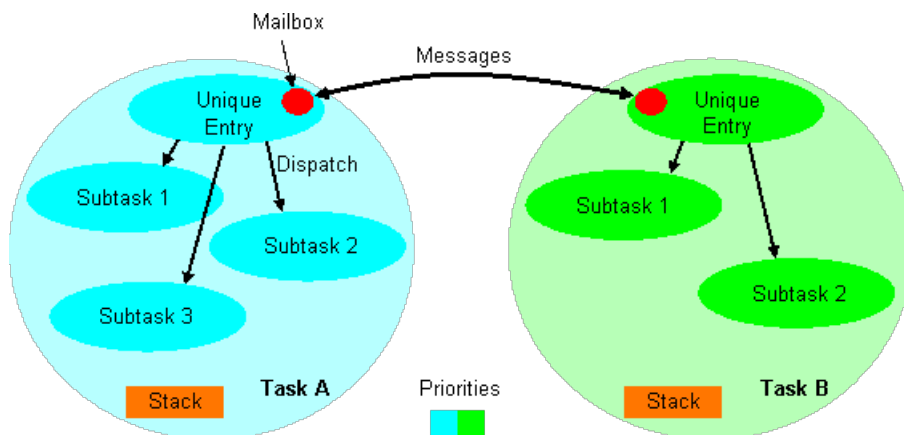 Mailbox
Messages
Unique
Entry
Unique
Entry
Dispatch
Subtask 1
Subtask 1
Subtask 2
Subtask 2
Subtask 3
Task A
Priorities
Task B
Stack
Stack